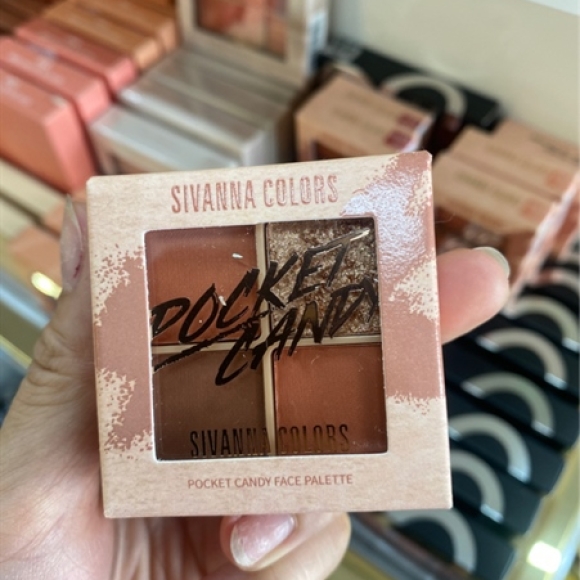 SIVANNA COLORS
POCKET
CANDY
SIVANNA COLORS
POCKET CANDY FACE PALETTE